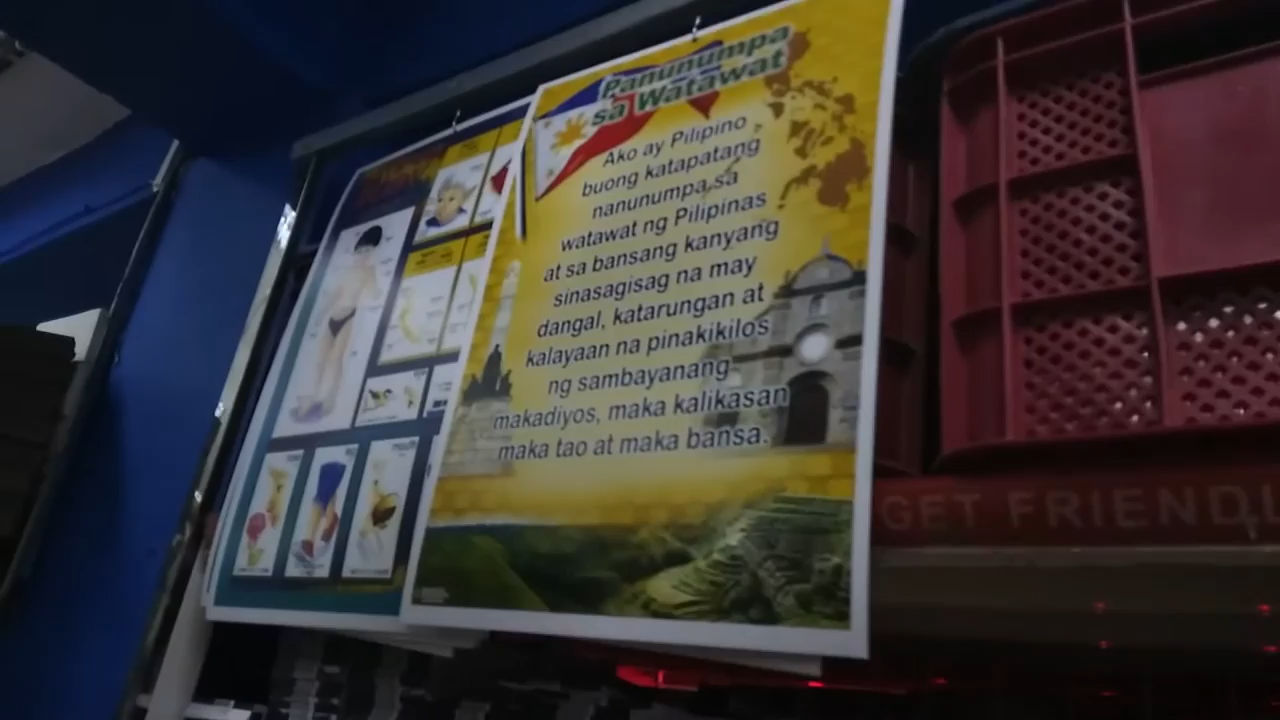 Panunumpa
sa Watawat
Ako ay Pilipino
buong katapatang
nanunumpa sa
watawat ng Pilipinas
at sa bansang kanyang
sinasagisag na may
dangal, katarungan at
kalayaan na pinakikilos
ng sambayanang
makadiyos, maka kalikasan
maka tao at maka bansa.
GET FRIENDL